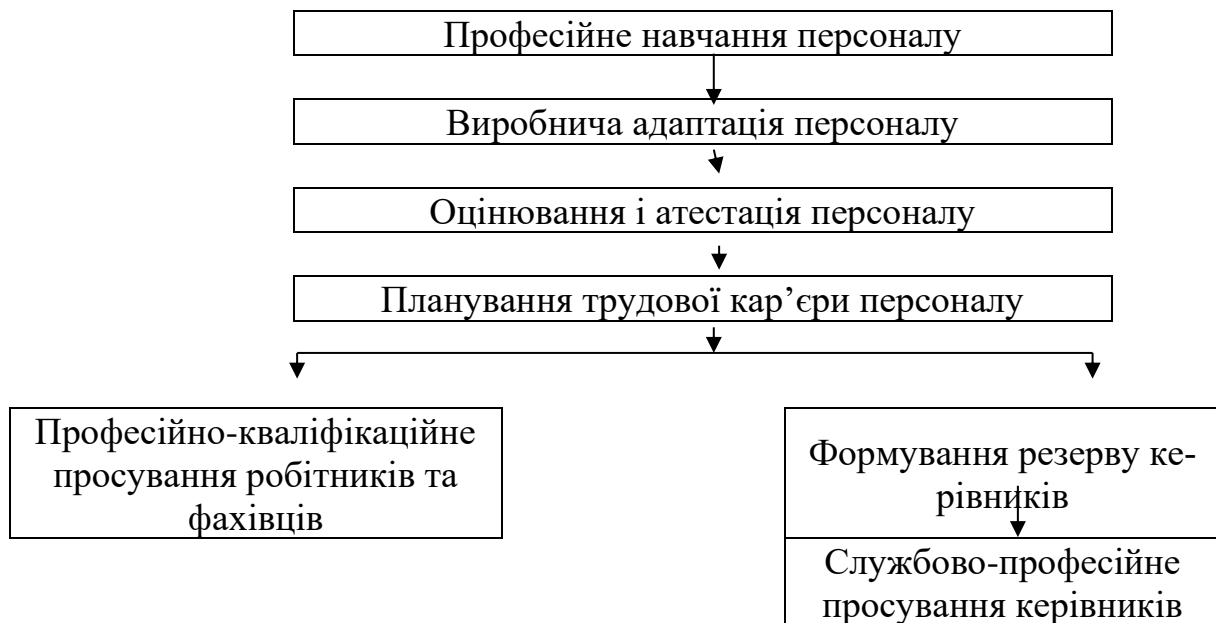 Професійне навчання персоналу
Виробнича адаптація персоналу
Оцінювання і атестація персоналу
Планування трудової кар’єри персоналу
Професійно-кваліфікаційне
просування робітників та
фахівців
Формування резерву ке-
рівників
Службово-професійне
просування керівників